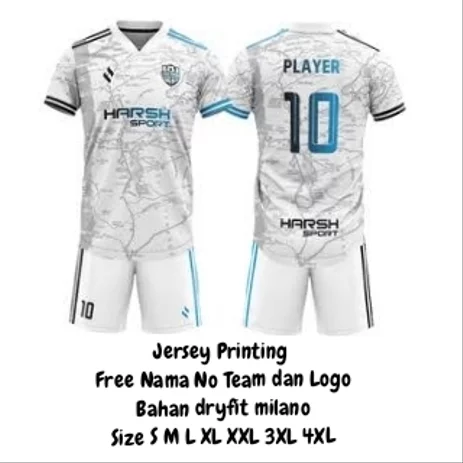 HARSH
SPORT
PLAYER
10
HARSH
SPORT
10
Jersey Printing
Free Nama No Team dan Logo
Bahan dryfit milano
Size S M L XL XXL 3XL 4XL